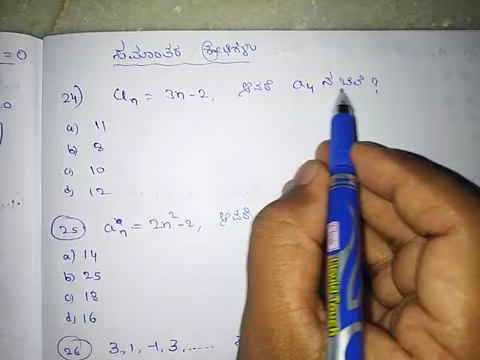 = 0
ಸಮಾಂತರ ಶ್ರೇಢಿಗಳು
24) aₙ = 3n - 2, ಆದರೆ a₄ ನ ಬೆಲೆ ?
a) 11
b) 8
c) 10
d) 12
25) aₙ = 2n² - 2, ಆದರೆ
a) 14
b) 25
c) 18
d) 16
26) 3, 1, -1, 3, ......